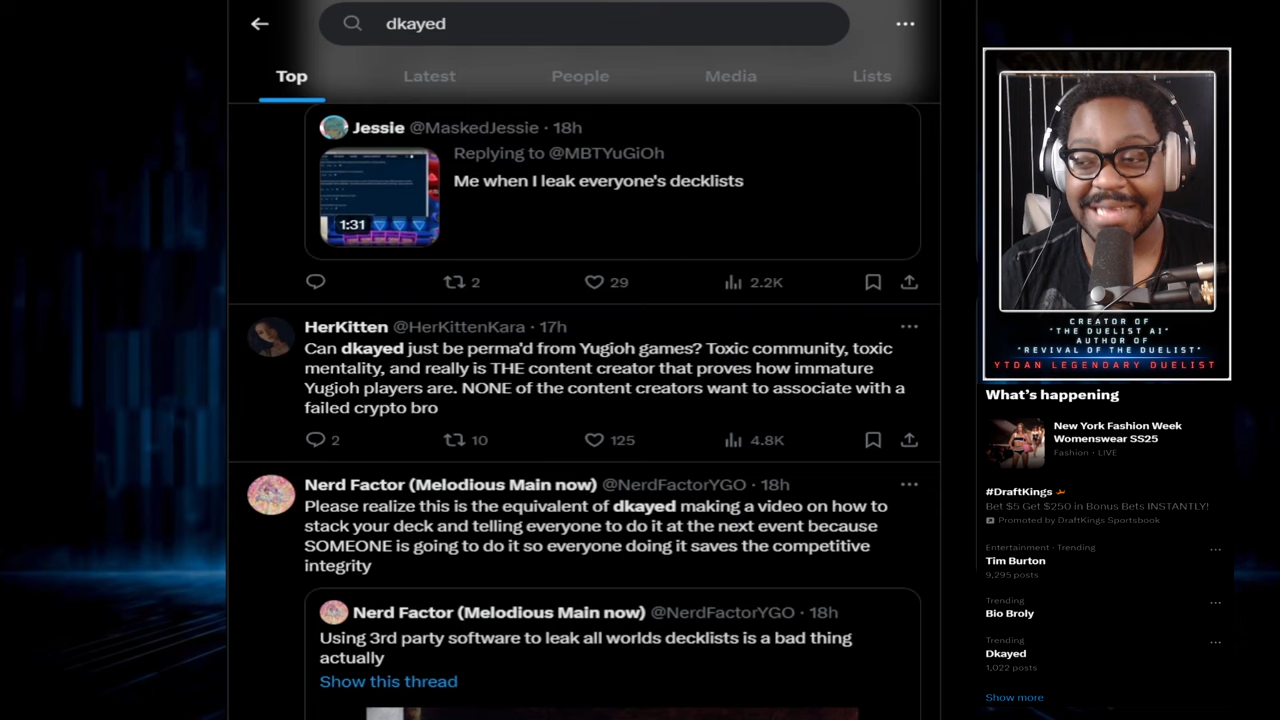 dkayed
Top
Latest
People
Media
Lists
Jessie @MaskedJessie · 18h
Replying to @MBTYuGiOh
Me when I leak everyone's decklists
1:31
2
29
2.2K
HerKitten @HerKittenKara · 17h
Can dkayed just be perma'd from Yugioh games? Toxic community, toxic
mentality, and really is THE content creator that proves how immature
Yugioh players are. NONE of the content creators want to associate with a
failed crypto bro
2
10
125
4.8K
Nerd Factor (Melodious Main now) @NerdFactorYGO · 18h
Please realize this is the equivalent of dkayed making a video on how to
stack your deck and telling everyone to do it at the next event because
SOMEONE is going to do it so everyone doing it saves the competitive
integrity
Nerd Factor (Melodious Main now) @NerdFactorYGO · 18h
Using 3rd party software to leak all worlds decklists is a bad thing
actually
Show this thread
CREATOR OF
"THE DUELIST AI"
AUTHOR OF
"REVIVAL OF THE DUELIST"
YTDAN LEGENDARY DUELIST
What's happening
New York Fashion Week
Womenswear SS25
Fashion · LIVE
#DraftKings
Bet $5 Get $250 in Bonus Bets INSTANTLY!
Promoted by DraftKings Sportsbook
Entertainment · Trending
Tim Burton
9,295 posts
Trending
Bio Broly
Trending
Dkayed
1,022 posts
Show more